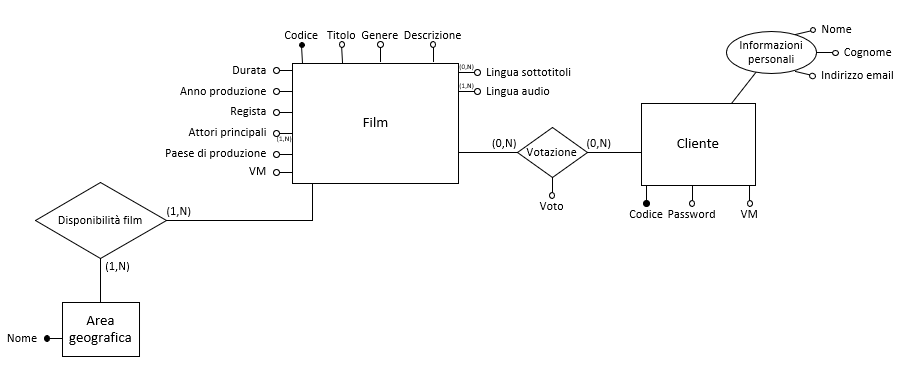 Codice Titolo Genere Descrizione
Nome
Informazioni
personali
Cognome
Indirizzo email
Durata
(0,N)
Lingua sottotitoli
Anno produzione
(1,N)
Lingua audio
Regista
Film
Attori principali
(1,N)
Paese di produzione
VM
(0,N)
Votazione
(0,N)
Cliente
Voto
Codice Password VM
Disponibilità film
(1,N)
(1,N)
Area
geografica
Nome